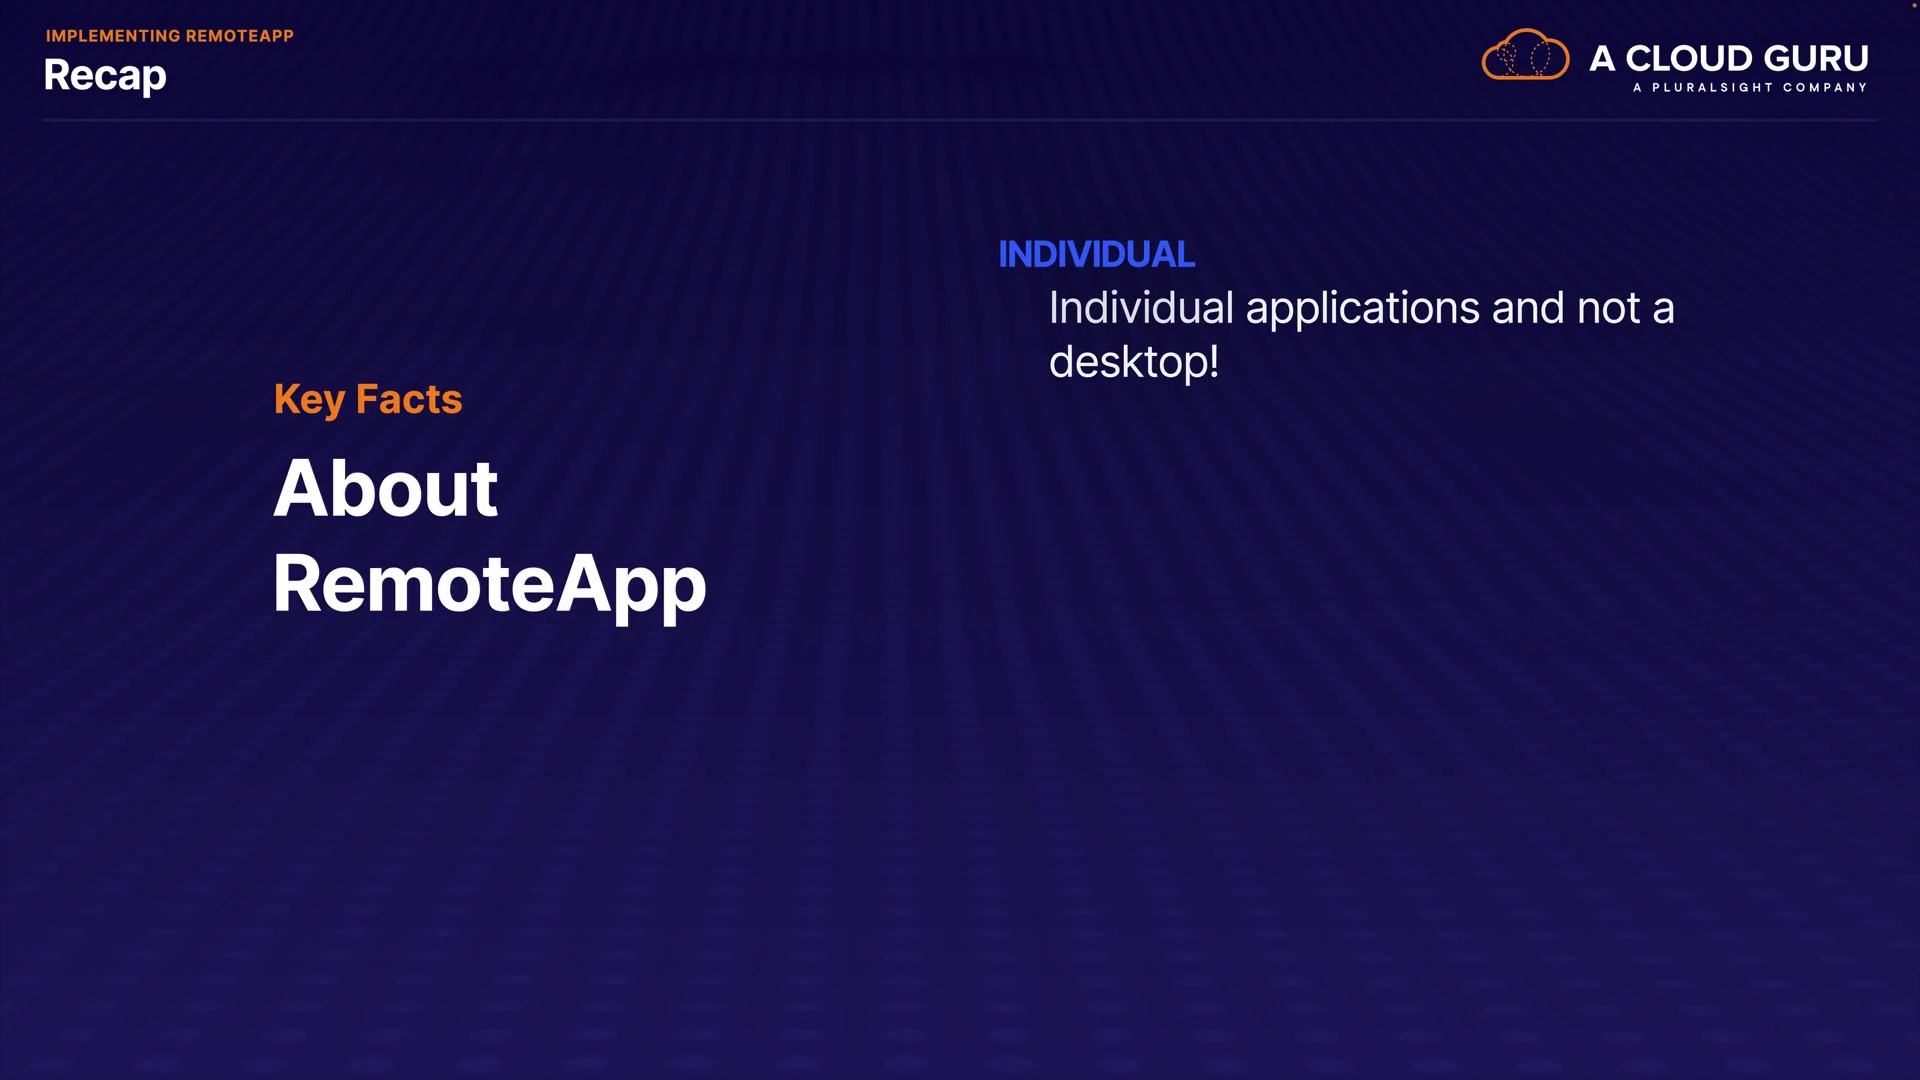 IMPLEMENTING REMOTEAPP
Recap
A CLOUD GURU
A PLURALSIGHT COMPANY
Key Facts
About
RemoteApp
INDIVIDUAL
Individual applications and not a
desktop!